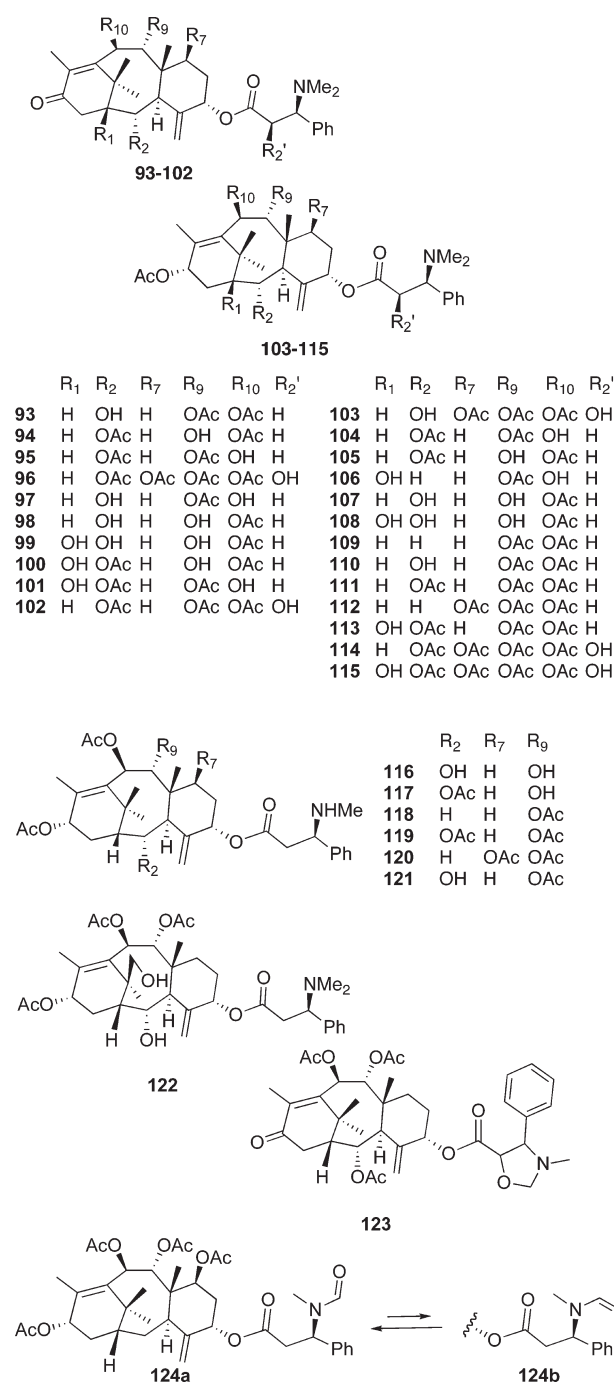 R10 R9 R7
O
O NMe2
H O Ph
R1 R2 R2'
93-102
R10 R9 R7
O NMe2
AcO H O Ph
R1 R2 R2'
103-115
R1 R2 R7 R9 R10 R2'
93 H OH H OAc OAc H
94 H OAc H OH OAc H
95 H OAc H OAc OH H
96 H OAc OAc OAc OAc OH
97 H OH H OAc OH H
98 H OH H OH OAc H
99 OH OH H OH OAc H
100 OH OAc H OH OAc H
101 OH OAc H OAc OH H
102 H OAc H OAc OAc OH
R1 R2 R7 R9 R10 R2'
103 H OH OAc OAc OAc OH
104 H OAc H OAc OH H
105 H OAc H OH OAc H
106 OH H H OAc OH H
107 H OH H OH OAc H
108 OH OH H OH OAc H
109 H H H OAc OAc H
110 H OH H OAc OAc H
111 H OAc H OAc OAc H
112 H H OAc OAc OAc H
113 OH OAc H OAc OAc H
114 H OAc OAc OAc OAc OH
115 OH OAc OAc OAc OAc OH
AcO R9 R7
O NHMe
AcO H O Ph
H R2
R2 R7 R9
116 OH H OH
117 OAc H OH
118 H H OAc
119 OAc H OAc
120 H OAc OAc
121 OH H OAc
AcO OAc
OH O NMe2
AcO H O Ph
H OH
122
AcO OAc
O
O H O N
H OAc O
123
AcO OAc OAc
O
O N
AcO H O Ph
H
124a
O N
O Ph
124b